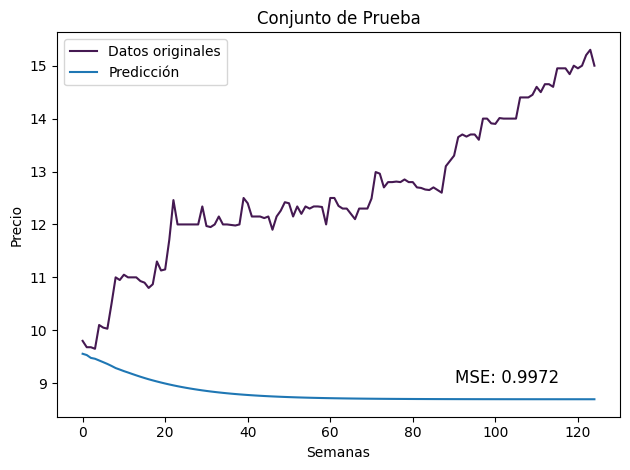 Conjunto de Prueba
Datos originales
Predicción
Precio
15
14
13
12
11
10
9
MSE: 0.9972
0 20 40 60 80 100 120
Semanas